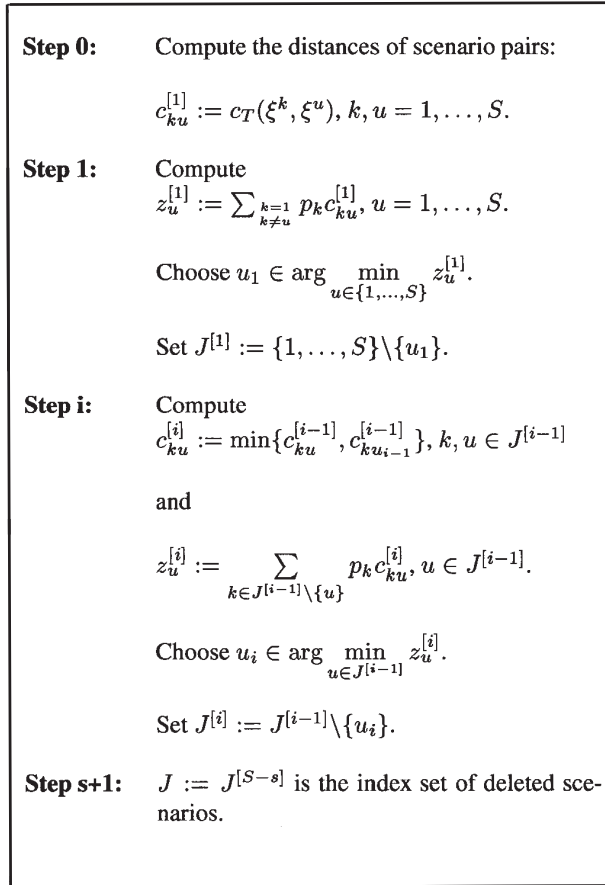 Step 0: Compute the distances of scenario pairs:
c_{ku}^{[1]} := c_T(ξ^k, ξ^u), k, u = 1, . . . , S.
Step 1: Compute
z_u^{[1]} := ∑_{k=1, k≠u} p_k c_{ku}^{[1]}, u = 1, . . . , S.
Choose u_1 ∈ arg min_{u∈{1,...,S}} z_u^{[1]}.
Set J^{[1]} := {1, . . . , S}\{u_1}.
Step i: Compute
c_{ku}^{[i]} := min{c_{ku}^{[i−1]}, c_{ku_{i−1}}^{[i−1]}}, k, u ∈ J^{[i−1]}
and
z_u^{[i]} := ∑_{k∈J^{[i−1]}\{u}} p_k c_{ku}^{[i]}, u ∈ J^{[i−1]}.
Choose u_i ∈ arg min_{u∈J^{[i−1]}} z_u^{[i]}.
Set J^{[i]} := J^{[i−1]}\{u_i}.
Step s+1: J := J^{[S−s]} is the index set of deleted sce-
narios.